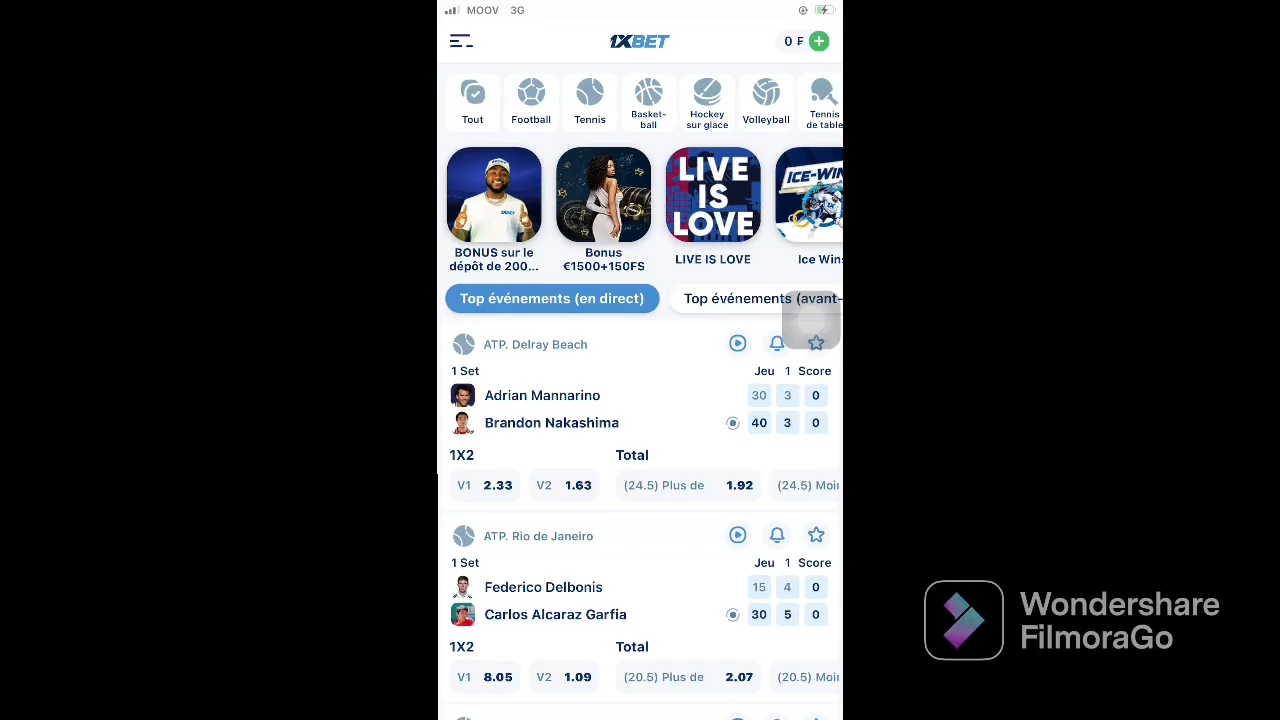 MOOV 3G
1XBET
0 F
Tout
Football
Tennis
Basket-
ball
Hockey
sur glace
Volleyball
Tennis
de table
LIVE
IS
LOVE
ICE-WIN
BONUS sur le
dépôt de 200...
Bonus
€1500+150FS
LIVE IS LOVE
Ice Wins
Top événements (en direct)
Top événements (avant-
ATP. Delray Beach
1 Set Jeu 1 Score
Adrian Mannarino 30 3 0
Brandon Nakashima 40 3 0
1X2 Total
V1 2.33 V2 1.63 (24.5) Plus de 1.92 (24.5) Moi
ATP. Rio de Janeiro
1 Set Jeu 1 Score
Federico Delbonis 15 4 0
Carlos Alcaraz Garfia 30 5 0
1X2 Total
V1 8.05 V2 1.09 (20.5) Plus de 2.07 (20.5) Moi
Wondershare
FilmoraGo